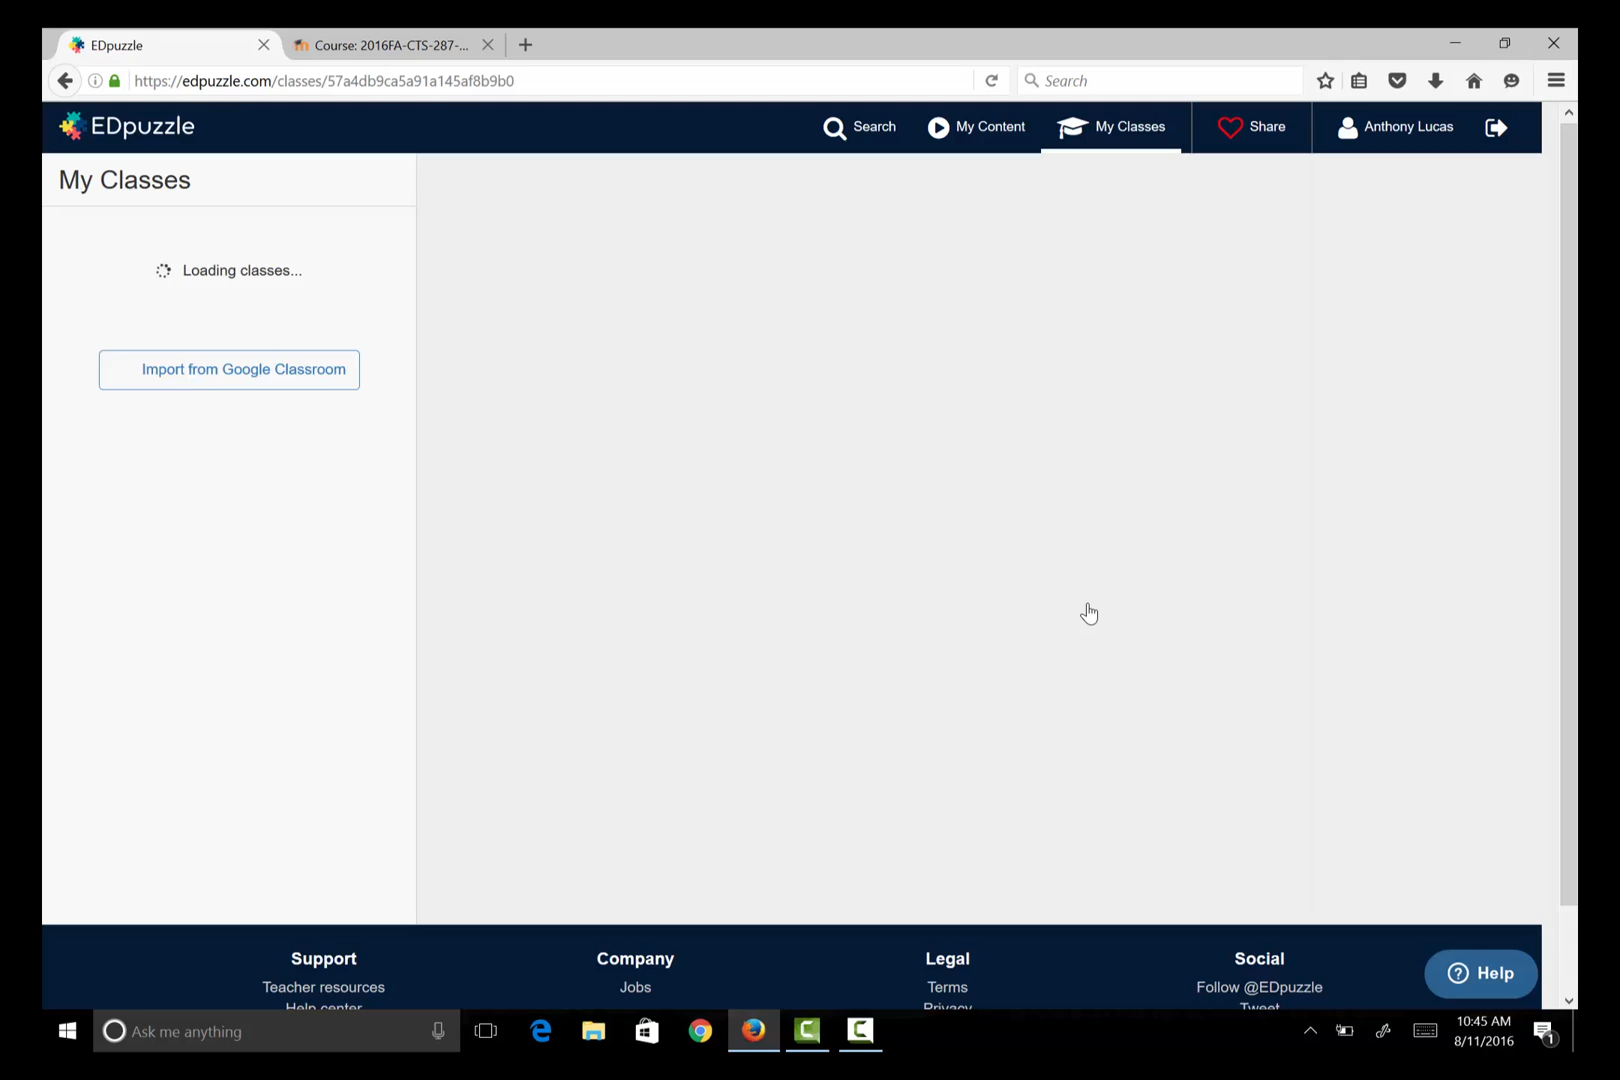 EDpuzzle
Course: 2016FA-CTS-287-...
https://edpuzzle.com/classes/57a4db9ca5a91a145af8b9b0
Search
EDpuzzle
Search
My Content
My Classes
Share
Anthony Lucas
My Classes
Loading classes...
Import from Google Classroom
Support
Company
Legal
Social
Teacher resources
Jobs
Terms
Follow @EDpuzzle
Help center
Privacy
Tweet
Help
Ask me anything
10:45 AM
8/11/2016
1